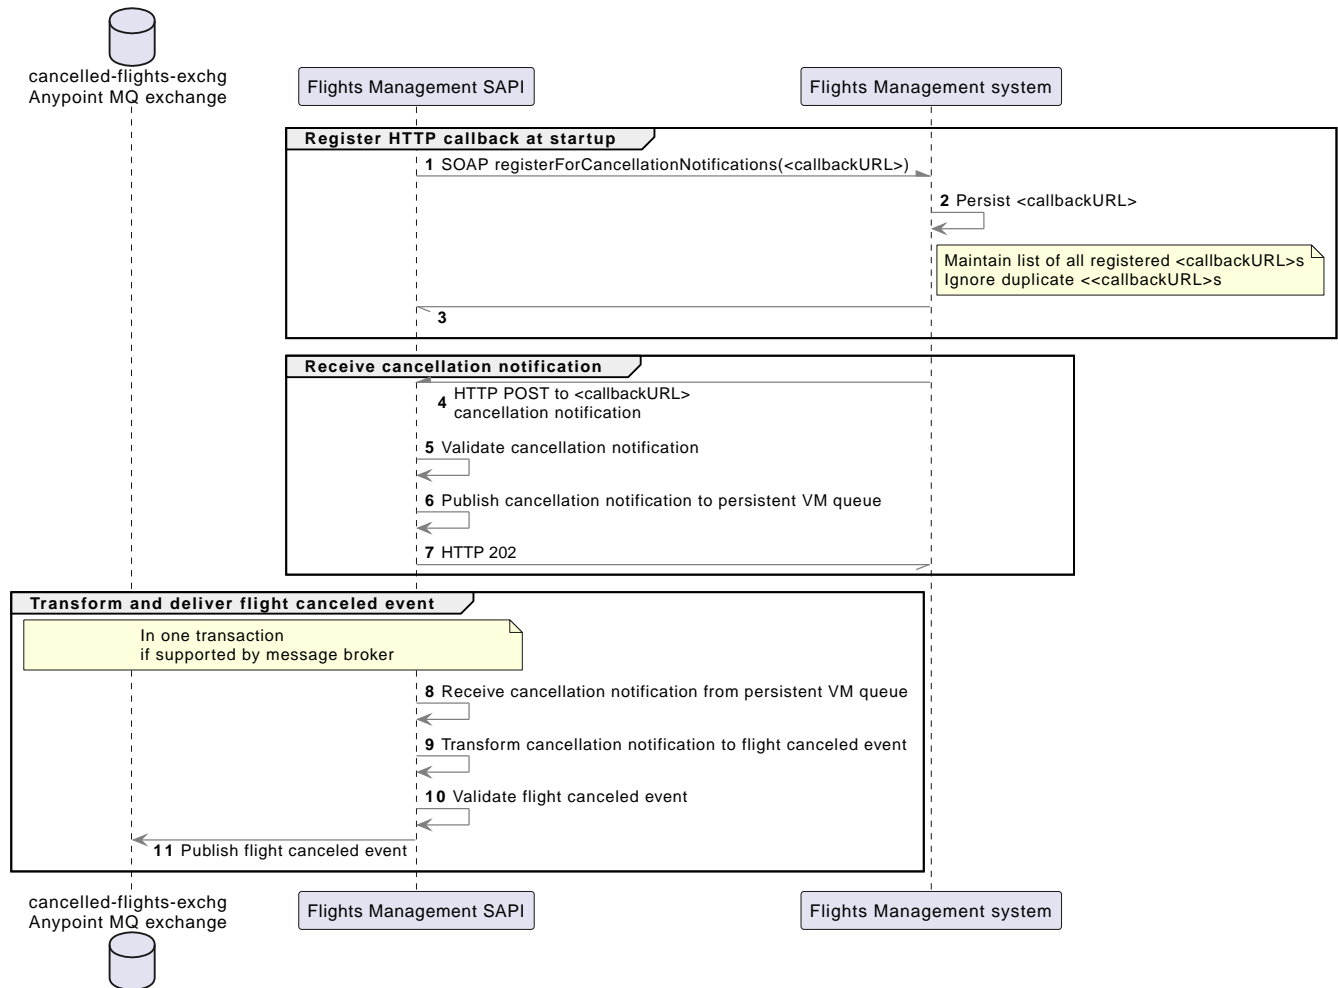 cancelled-flights-exchg
Anypoint MQ exchange
Flights Management SAPI
Flights Management system
Register HTTP callback at startup
1 SOAP registerForCancellationNotifications(<callbackURL>)
2 Persist <callbackURL>
Maintain list of all registered <callbackURL>s
Ignore duplicate <<callbackURL>s
3
Receive cancellation notification
4 HTTP POST to <callbackURL>
cancellation notification
5 Validate cancellation notification
6 Publish cancellation notification to persistent VM queue
7 HTTP 202
Transform and deliver flight canceled event
In one transaction
if supported by message broker
8 Receive cancellation notification from persistent VM queue
9 Transform cancellation notification to flight canceled event
10 Validate flight canceled event
11 Publish flight canceled event
cancelled-flights-exchg
Anypoint MQ exchange
Flights Management SAPI
Flights Management system